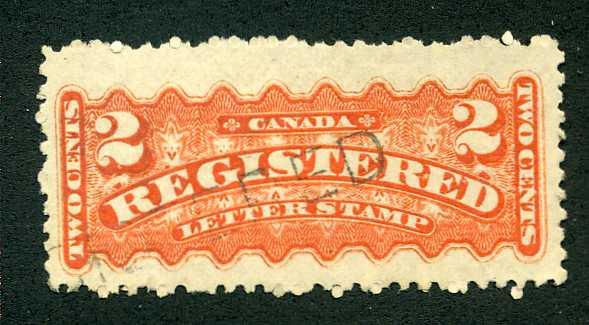 TWO CENTS
2
CANADA
2
TWO CENTS
REGISTERED
LETTER STAMP